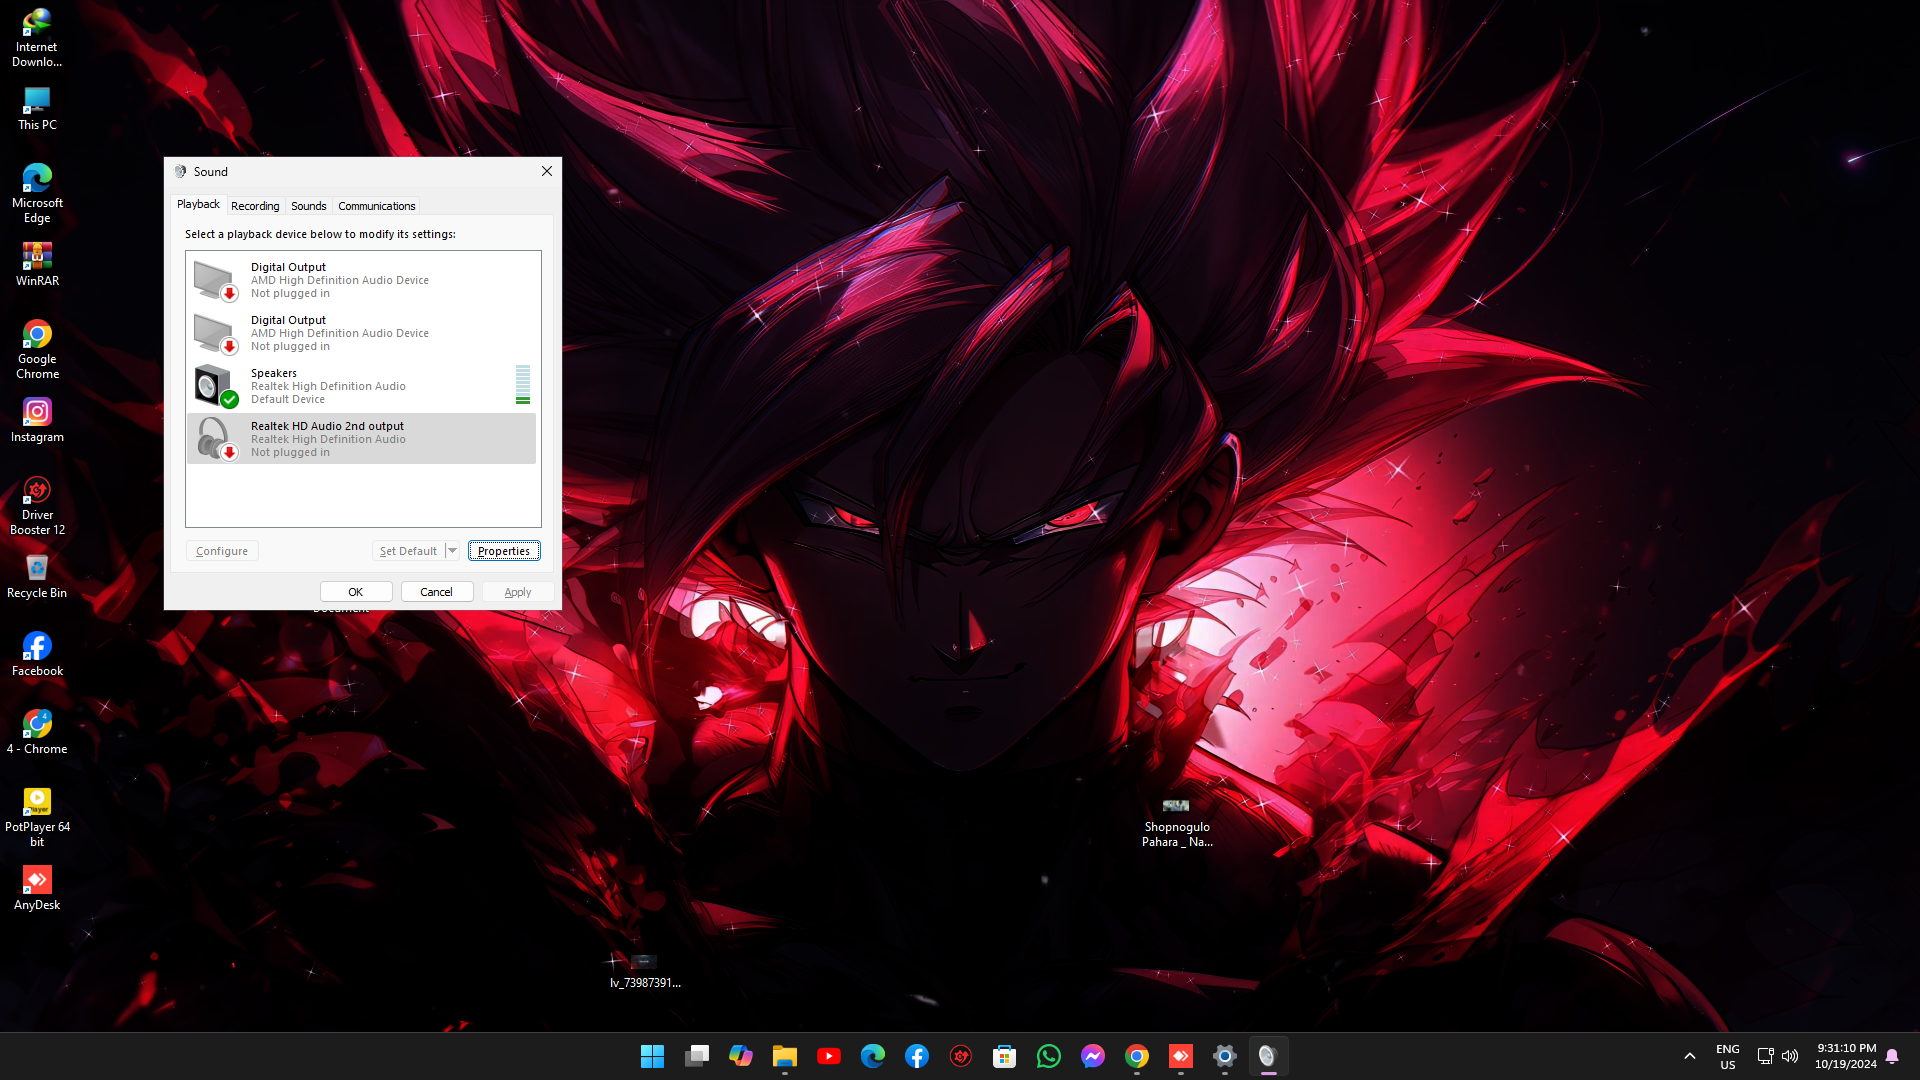 Internet
Downlo...
This PC
Microsoft
Edge
WinRAR
Google
Chrome
Instagram
Driver
Booster 12
Recycle Bin
Facebook
4 - Chrome
PotPlayer 64
bit
AnyDesk
Sound
Playback
Recording
Sounds
Communications
Select a playback device below to modify its settings:
Digital Output
AMD High Definition Audio Device
Not plugged in
Digital Output
AMD High Definition Audio Device
Not plugged in
Speakers
Realtek High Definition Audio
Default Device
Realtek HD Audio 2nd output
Realtek High Definition Audio
Not plugged in
Configure
Set Default
Properties
OK
Cancel
Apply
Document
Shopnogulo
Pahara _ Na...
lv_73987391...
ENG
US
9:31:10 PM
10/19/2024